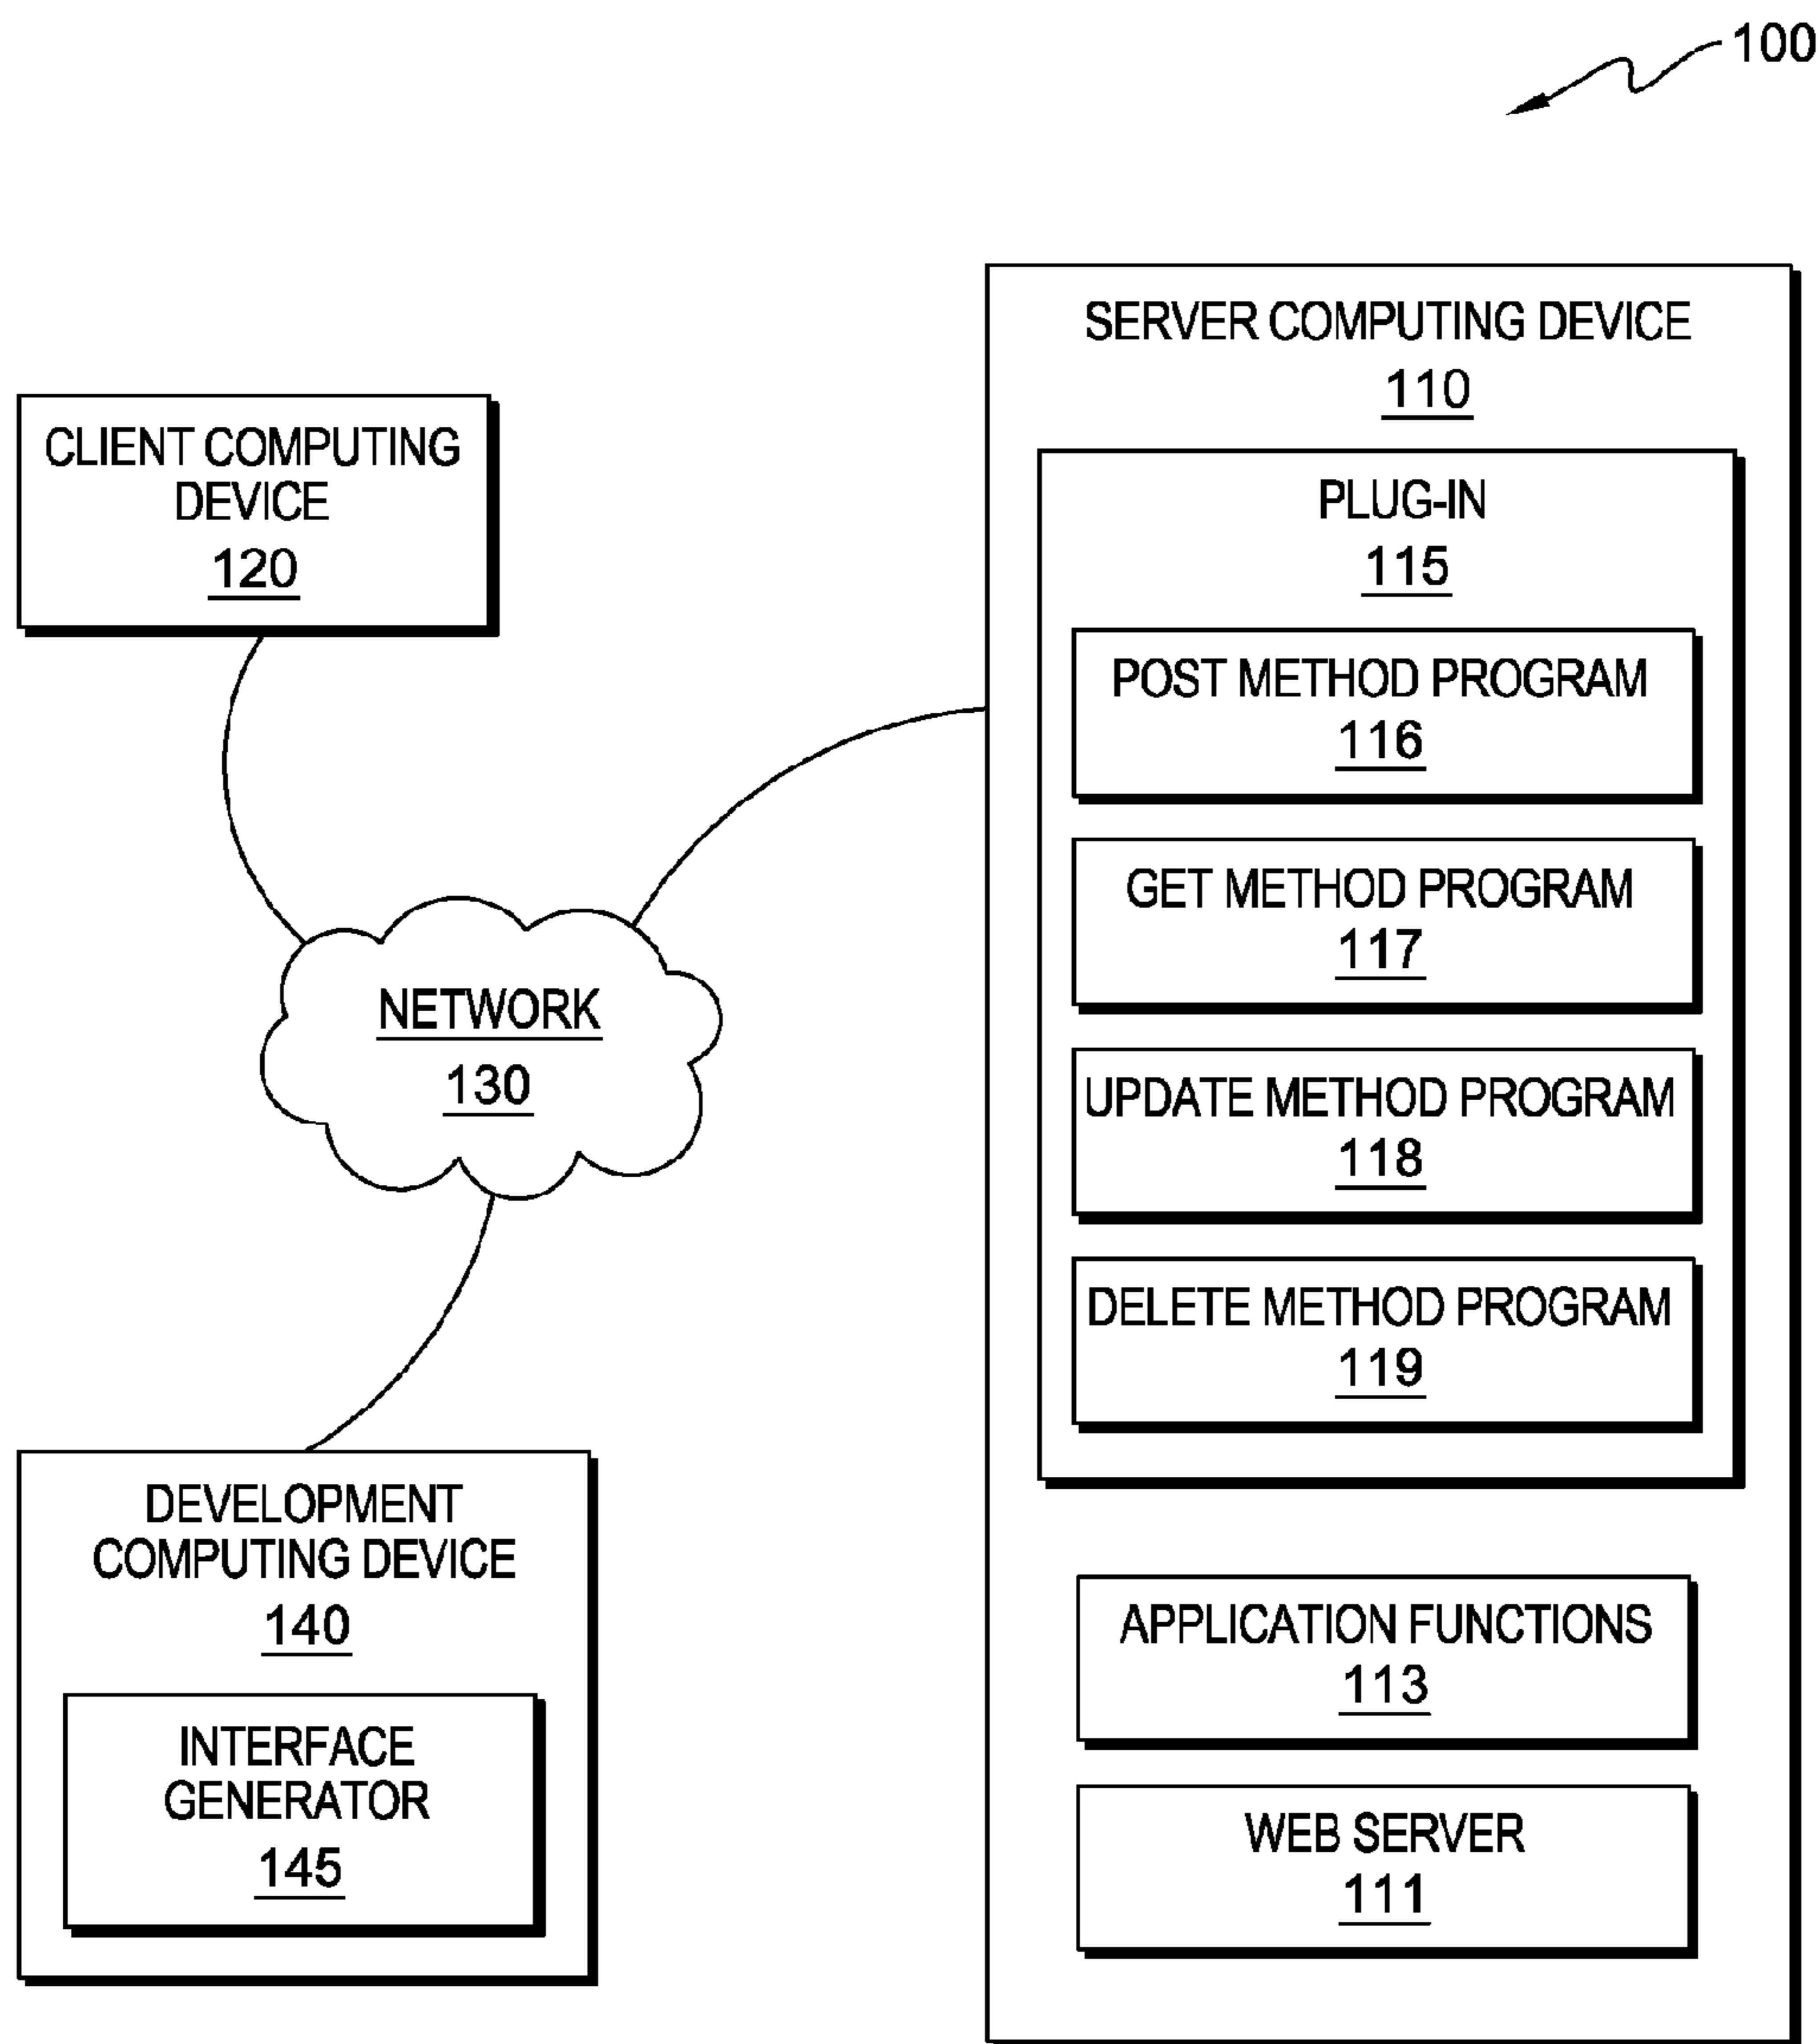 100
SERVER COMPUTING DEVICE
110
PLUG-IN
115
POST METHOD PROGRAM
116
GET METHOD PROGRAM
117
UPDATE METHOD PROGRAM
118
DELETE METHOD PROGRAM
119
APPLICATION FUNCTIONS
113
WEB SERVER
111
CLIENT COMPUTING
DEVICE
120
NETWORK
130
DEVELOPMENT
COMPUTING DEVICE
140
INTERFACE
GENERATOR
145